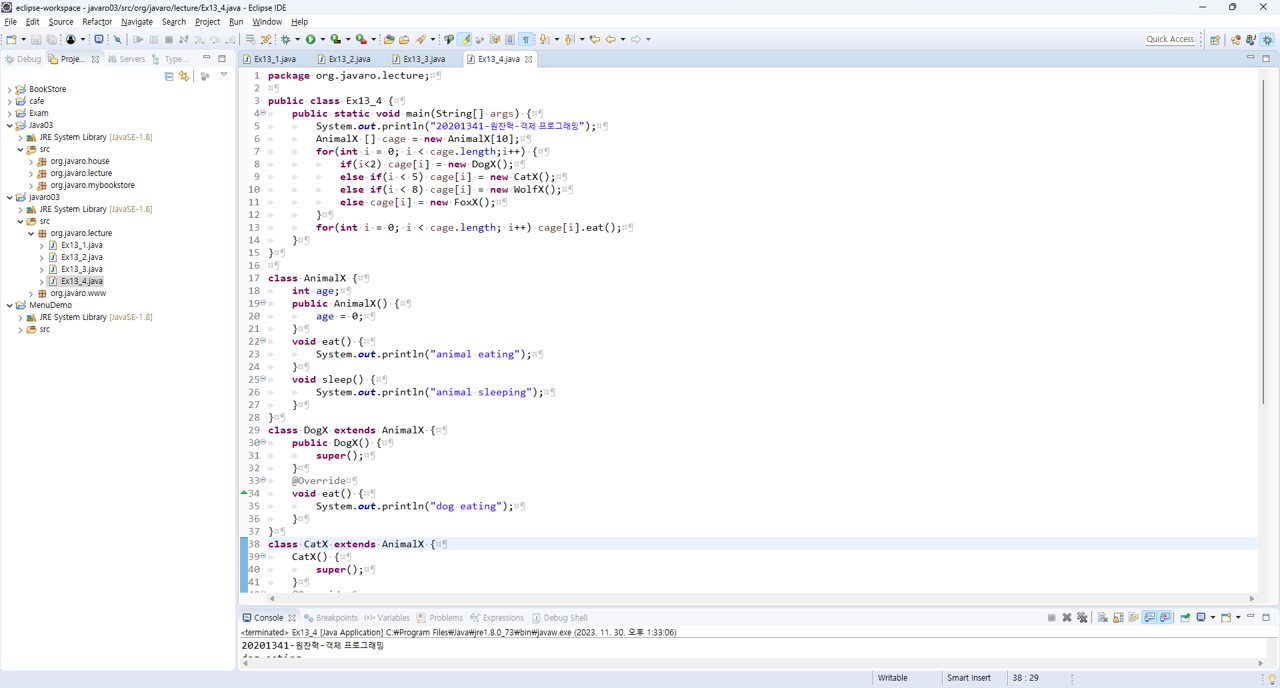 eclipse-workspace - javaro03/src/org/javaro/lecture/Ex13_4.java - Eclipse IDE
File Edit Source Refactor Navigate Search Project Run Window Help
Quick Access
Debug Proje... Servers Type ...
BookStore
cafe
Exam
Java03
JRE System Library [JavaSE-1.8]
src
org.javaro.house
org.javaro.lecture
org.javaro.mybookstore
javaro03
JRE System Library [JavaSE-1.8]
src
org.javaro.lecture
Ex13_1.java
Ex13_2.java
Ex13_3.java
Ex13_4.java
org.javaro.www
MenuDemo
JRE System Library [JavaSE-1.8]
src
Ex13_1.java Ex13_2.java Ex13_3.java Ex13_4.java
1 package org.javaro.lecture;
2
3 public class Ex13_4 {
4 public static void main(String[] args) {
5 System.out.println("20201341-원찬혁-객체 프로그래밍");
6 AnimalX [] cage = new AnimalX[10];
7 for(int i = 0; i < cage.length;i++) {
8 if(i<2) cage[i] = new DogX();
9 else if(i < 5) cage[i] = new CatX();
10 else if(i < 8) cage[i] = new WolfX();
11 else cage[i] = new FoxX();
12 }
13 for(int i = 0; i < cage.length; i++) cage[i].eat();
14 }
15 }
16
17 class AnimalX {
18 int age;
19 public AnimalX() {
20 age = 0;
21 }
22 void eat() {
23 System.out.println("animal eating");
24 }
25 void sleep() {
26 System.out.println("animal sleeping");
27 }
28 }
29 class DogX extends AnimalX {
30 public DogX() {
31 super();
32 }
33 @Override
34 void eat() {
35 System.out.println("dog eating");
36 }
37 }
38 class CatX extends AnimalX {
39 CatX() {
40 super();
41 }
Console Breakpoints Variables Problems Expressions Debug Shell
<terminated> Ex13_4 [Java Application] C:₩Program Files₩Java₩jre1.8.0_73₩bin₩javaw.exe (2023. 11. 30. 오후 1:33:06)
20201341-원찬혁-객체 프로그래밍
Writable Smart Insert 38 : 29